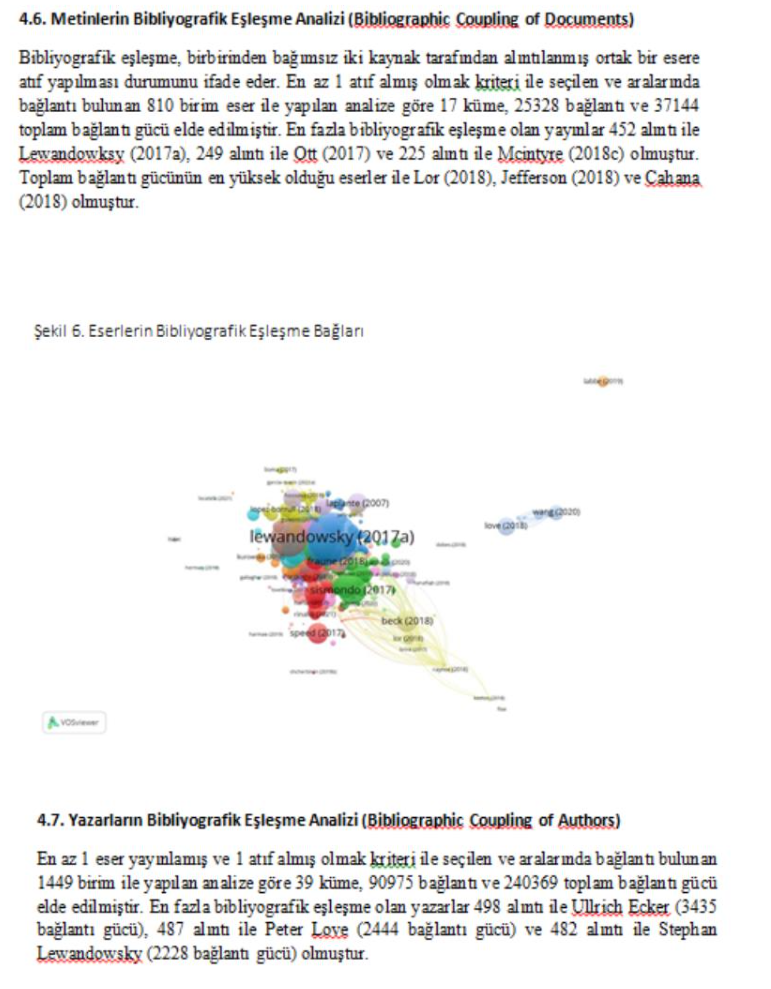 4.6. Metinlerin Bibliyografik Eşleşme Analizi (Bibliographic Coupling of Documents)
Bibliyografik eşleşme, birbirinden bağımsız iki kaynak tarafından alıntılanmış ortak bir esere
atıf yapılması durumunu ifade eder. En az 1 atıf almış olmak kriteri ile seçilen ve aralarında
bağlantı bulunan 810 birim eser ile yapılan analize göre 17 küme, 25328 bağlantı ve 37144
toplam bağlantı gücü elde edilmiştir. En fazla bibliyografik eşleşme olan yayınlar 452 alıntı ile
Lewandowksy (2017a), 249 alıntı ile Ott (2017) ve 225 alıntı ile Mcintyre (2018c) olmuştur.
Toplam bağlantı gücünün en yüksek olduğu eserler ile Lor (2018), Jefferson (2018) ve Cahana
(2018) olmuştur.
Şekil 6. Eserlerin Bibliyografik Eşleşme Bağları
laplante (2007)
wang (2020)
love (2018)
lewandowsky (2017a)
sismondo (2017)
beck (2018)
lor (2018)
speed (2017)
VOSviewer
4.7. Yazarların Bibliyografik Eşleşme Analizi (Bibliographic Coupling of Authors)
En az 1 eser yayınlamış ve 1 atıf almış olmak kriteri ile seçilen ve aralarında bağlantı bulunan
1449 birim ile yapılan analize göre 39 küme, 90975 bağlantı ve 240369 toplam bağlantı gücü
elde edilmiştir. En fazla bibliyografik eşleşme olan yazarlar 498 alıntı ile Ullrich Ecker (3435
bağlantı gücü), 487 alıntı ile Peter Love (2444 bağlantı gücü) ve 482 alıntı ile Stephan
Lewandowsky (2228 bağlantı gücü) olmuştur.